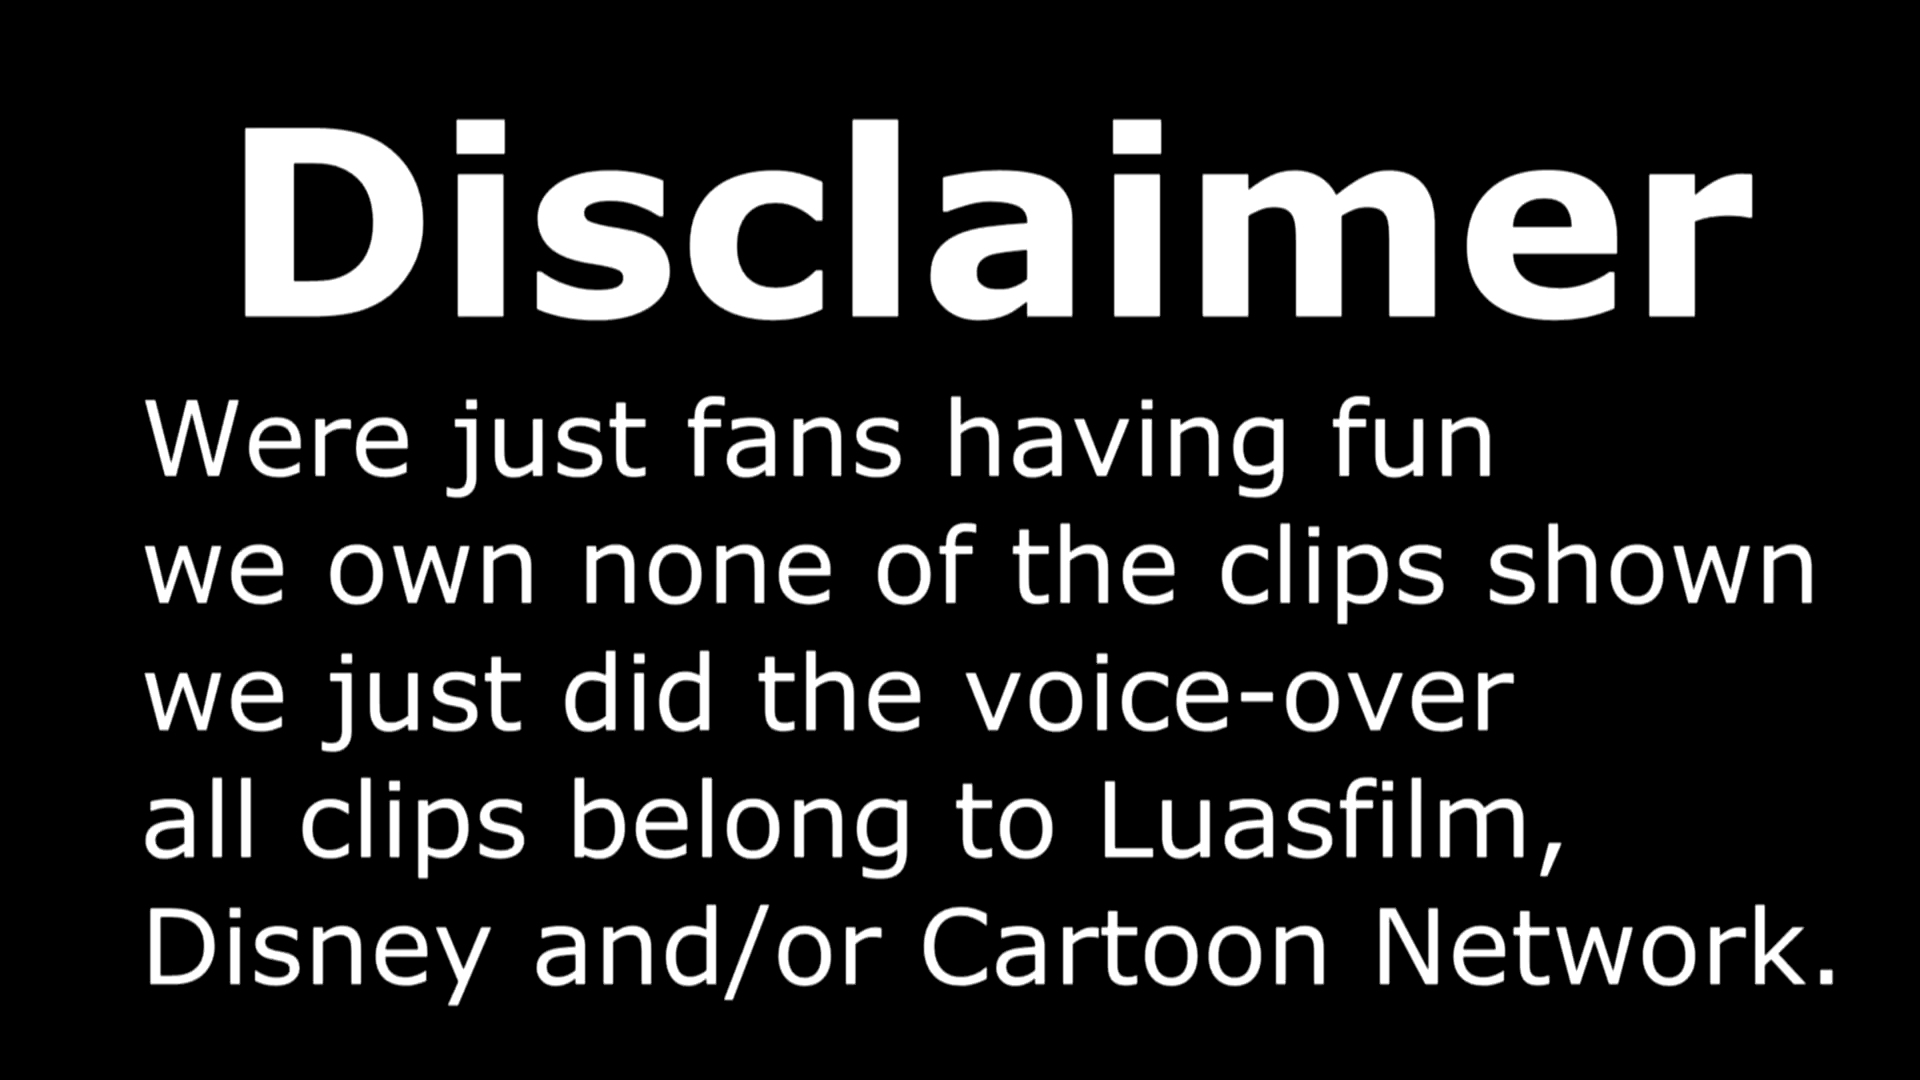 Disclaimer
Were just fans having fun
we own none of the clips shown
we just did the voice-over
all clips belong to Luasfilm,
Disney and/or Cartoon Network.